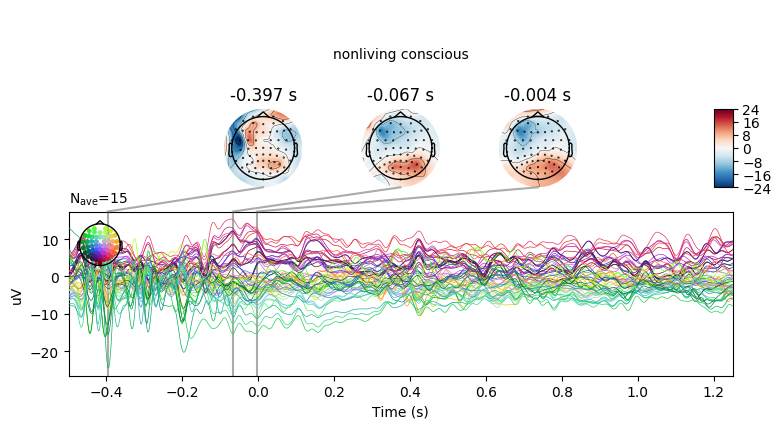 nonliving conscious
-0.397 s -0.067 s -0.004 s
24
16
8
0
−8
−16
−24
N_ave=15
10
0
−10
−20
uV
−0.4 −0.2 0.0 0.2 0.4 0.6 0.8 1.0 1.2
Time (s)